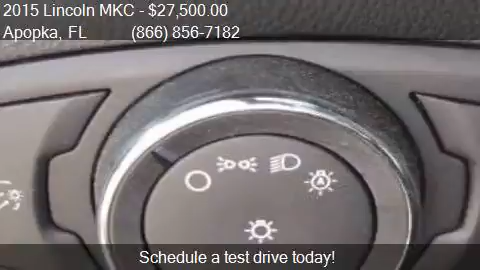 2015 Lincoln MKC - $27,500.00
Apopka, FL (866) 856-7182
Schedule a test drive today!